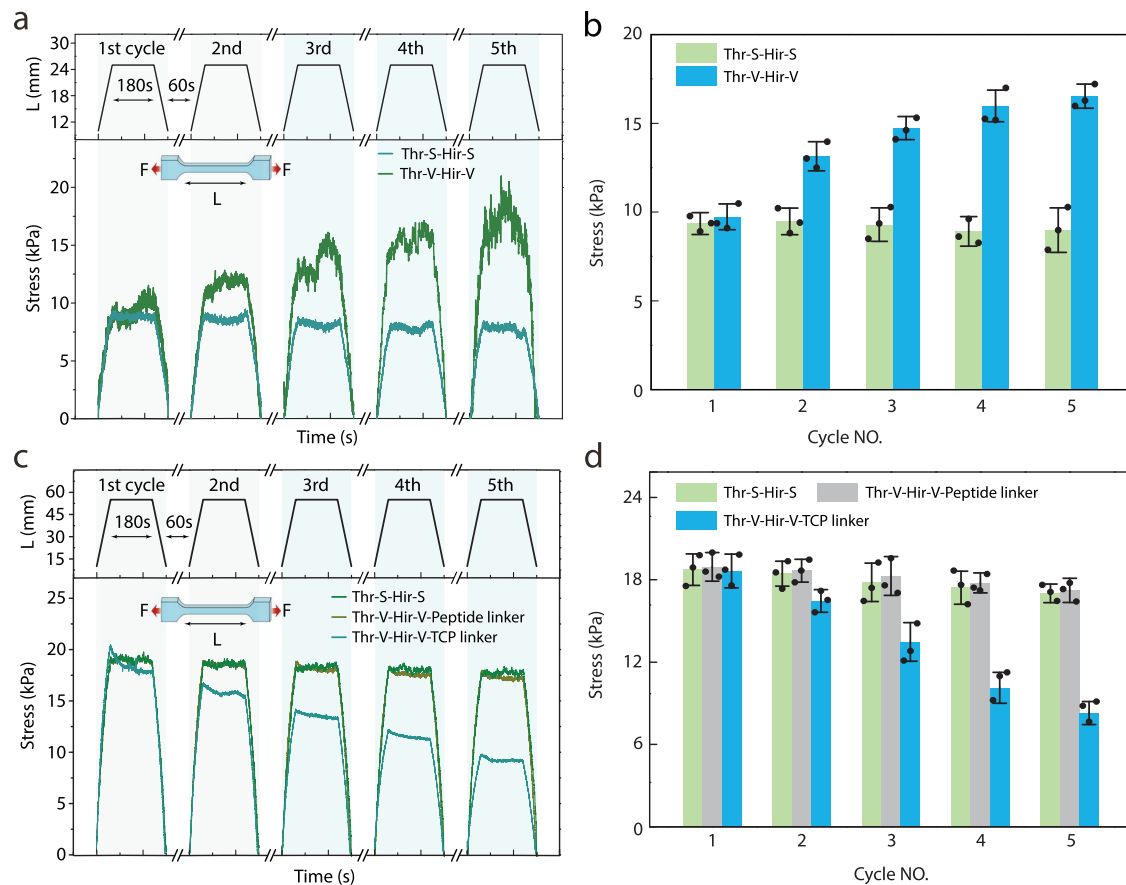 a
1st cycle 2nd 3rd 4th 5th
L (mm)
30
24
18
12
180s 60s
F F
L
Thr-S-Hir-S
Thr-V-Hir-V
Stress (kPa)
20
15
10
5
0
Time (s)
b
Thr-S-Hir-S
Thr-V-Hir-V
Stress (kPa)
20
15
10
5
0
1 2 3 4 5
Cycle NO.
c
1st cycle 2nd 3rd 4th 5th
L (mm)
60
45
30
15
180s 60s
F F
L
Thr-S-Hir-S
Thr-V-Hir-V-Peptide linker
Thr-V-Hir-V-TCP linker
Stress (kPa)
25
20
15
10
5
0
Time (s)
d
Thr-S-Hir-S Thr-V-Hir-V-Peptide linker
Thr-V-Hir-V-TCP linker
Stress (kPa)
24
18
12
6
0
1 2 3 4 5
Cycle NO.